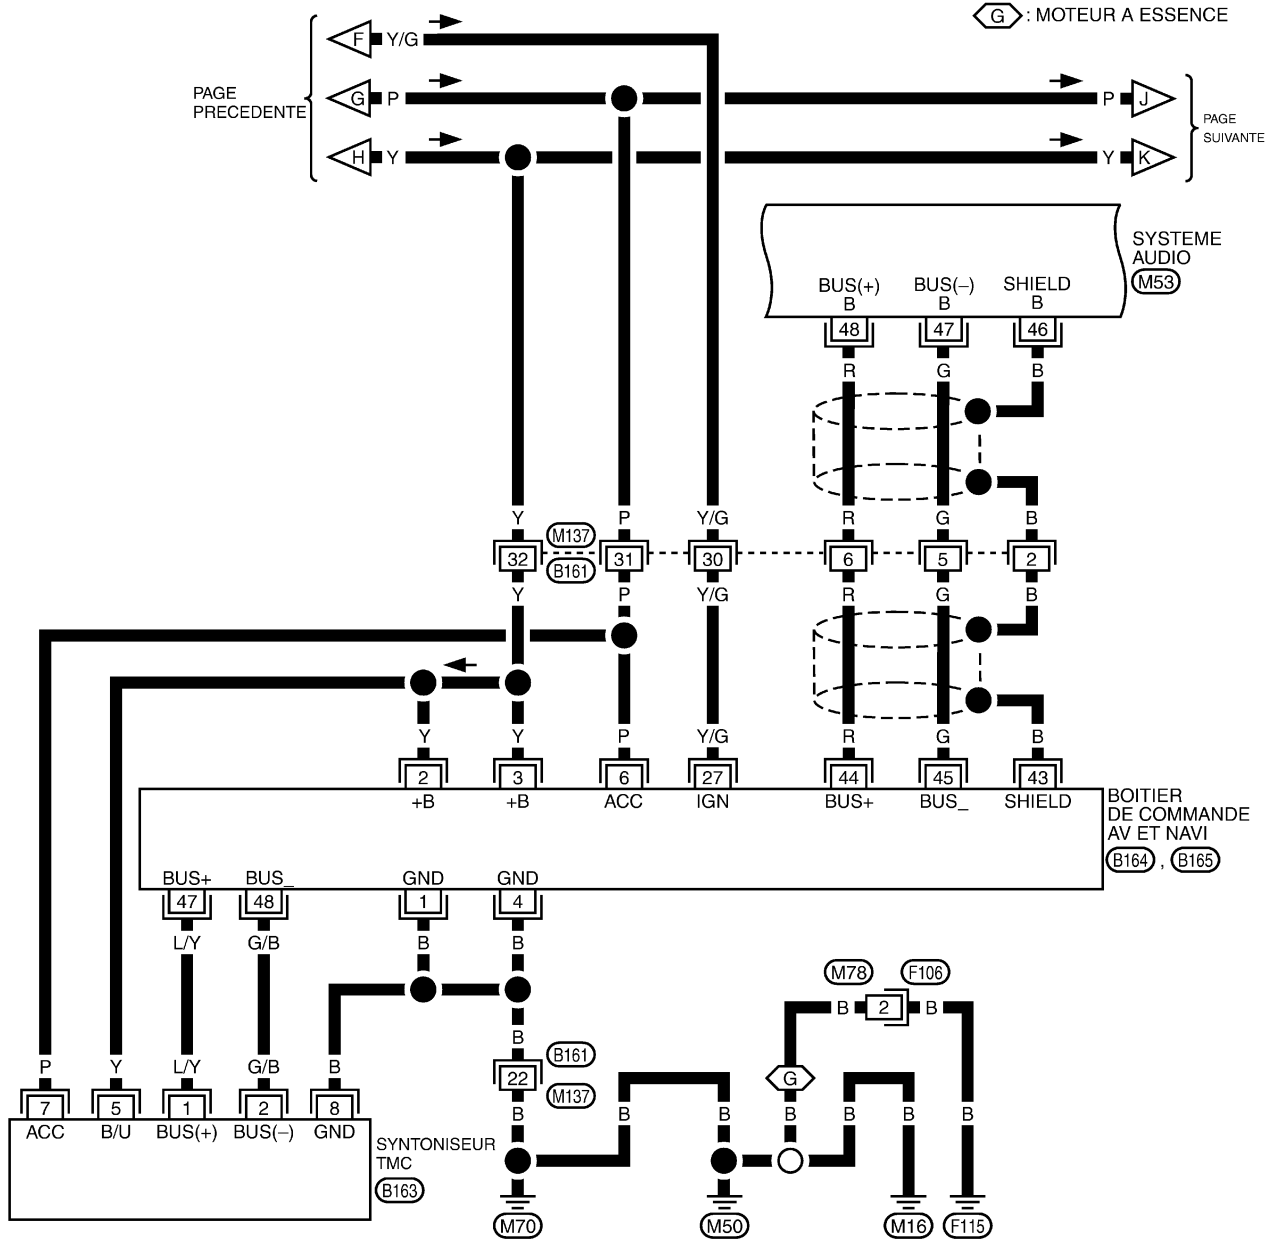 G : MOTEUR A ESSENCE
F Y/G
PAGE
PRECEDENTE
G P
P J
H Y
Y K
PAGE
SUIVANTE
SYSTEME
AUDIO
M53
BUS(+) BUS(–) SHIELD
B B B
48 47 46
R G B
Y P Y/G R G B
M137
32 31 30 6 5 2
B161
Y P Y/G R G B
Y Y P Y/G R G B
2 3 6 27 44 45 43
+B +B ACC IGN BUS+ BUS_ SHIELD
BOITIER
DE COMMANDE
AV ET NAVI
B164 , B165
BUS+ BUS_ GND GND
47 48 1 4
L/Y G/B B B
M78 F106
B 2 B
B
B161
22
M137
G
P Y L/Y G/B B
7 5 1 2 8
ACC B/U BUS(+) BUS(–) GND
B B B B B B B
SYNTONISEUR
TMC
B163
M70 M50 M16 F115